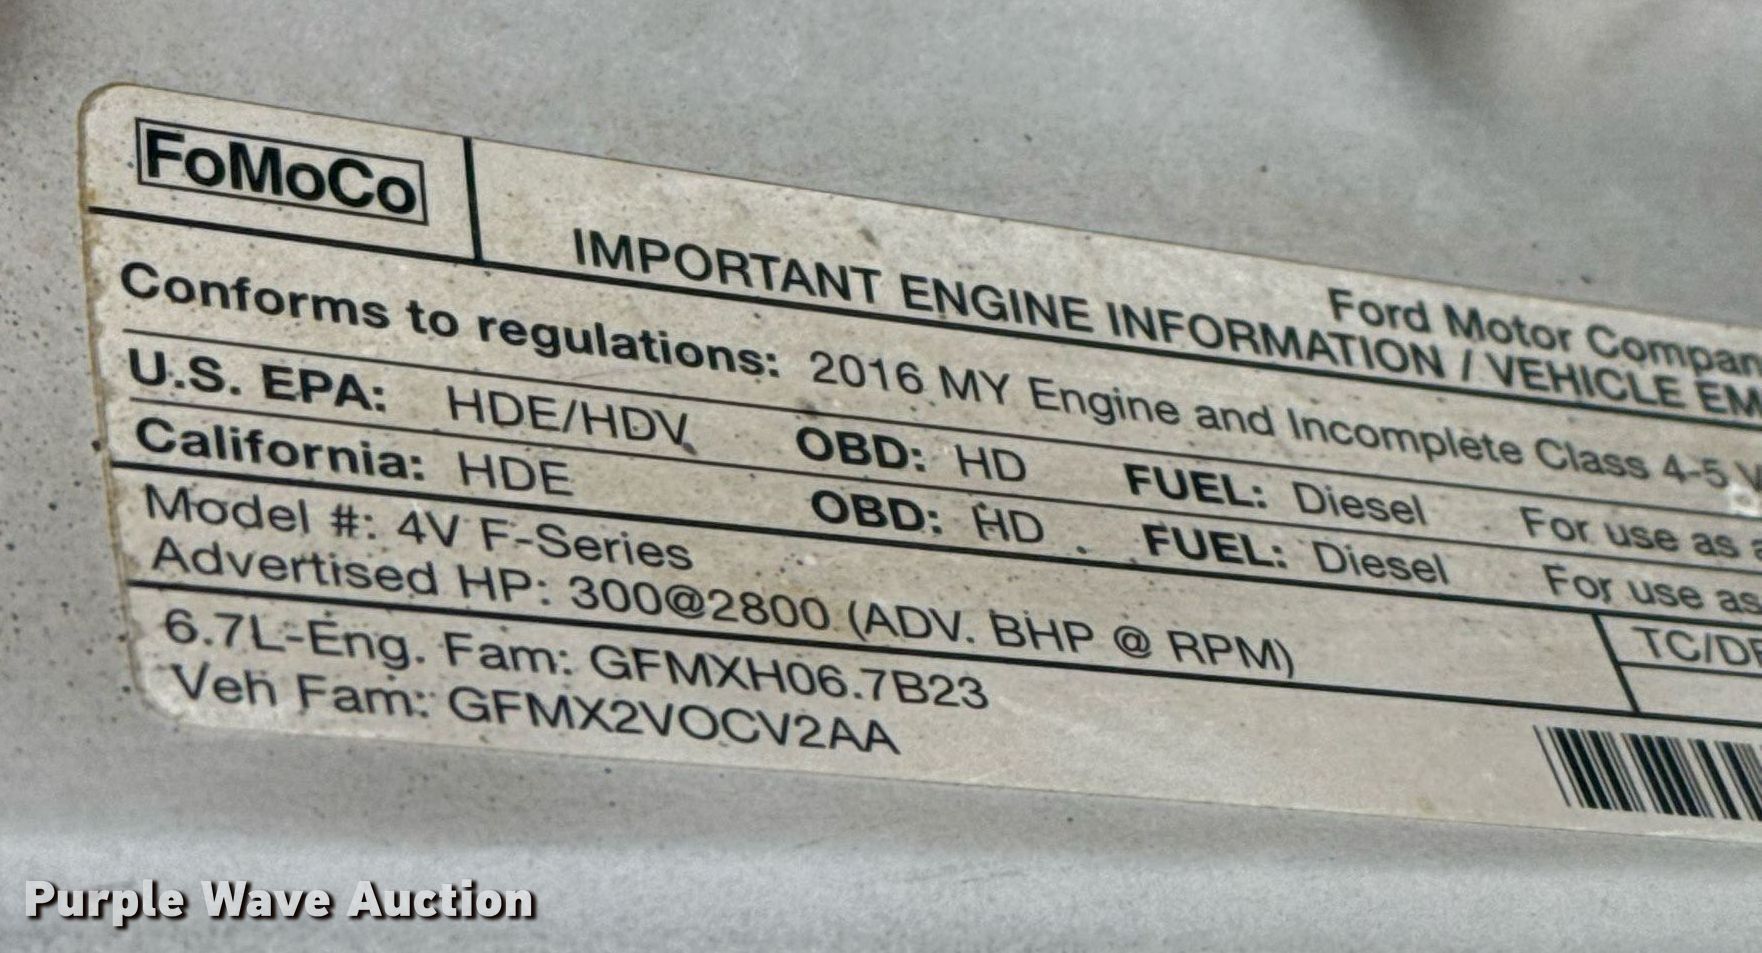 FoMoCo
Ford Motor
IMPORTANT ENGINE INFORMATION / VEHICLE
Conforms to regulations: 2016 MY Engine and Incomplete Class 4-5
U.S. EPA: HDE/HDV OBD: HD FUEL: Diesel For use as
California: HDE OBD: HD FUEL: Diesel For use as
Model #: 4V F-Series
Advertised HP: 300@2800 (ADV. BHP @ RPM)
6.7L-Eng. Fam: GFMXH06.7B23
Veh Fam: GFMX2VOCV2AA
Purple Wave Auction